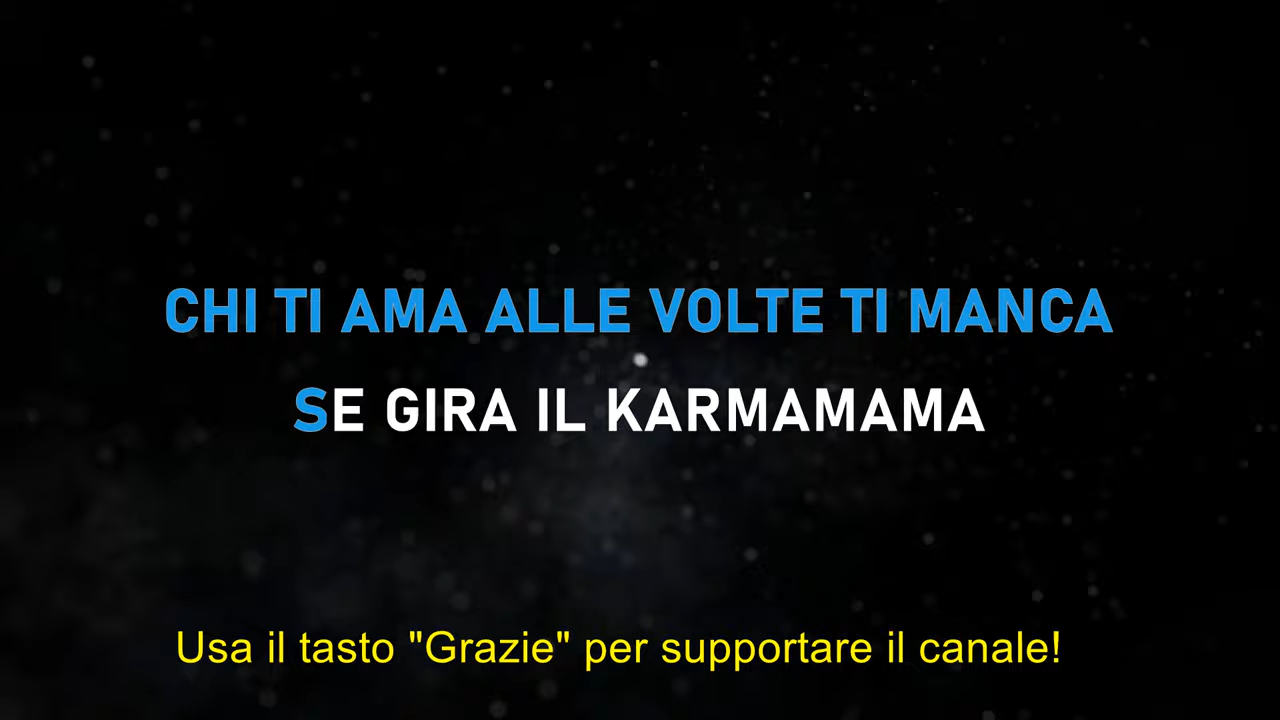 CHI TI AMA ALLE VOLTE TI MANCA
SE GIRA IL KARMAMAMA
Usa il tasto "Grazie" per supportare il canale!